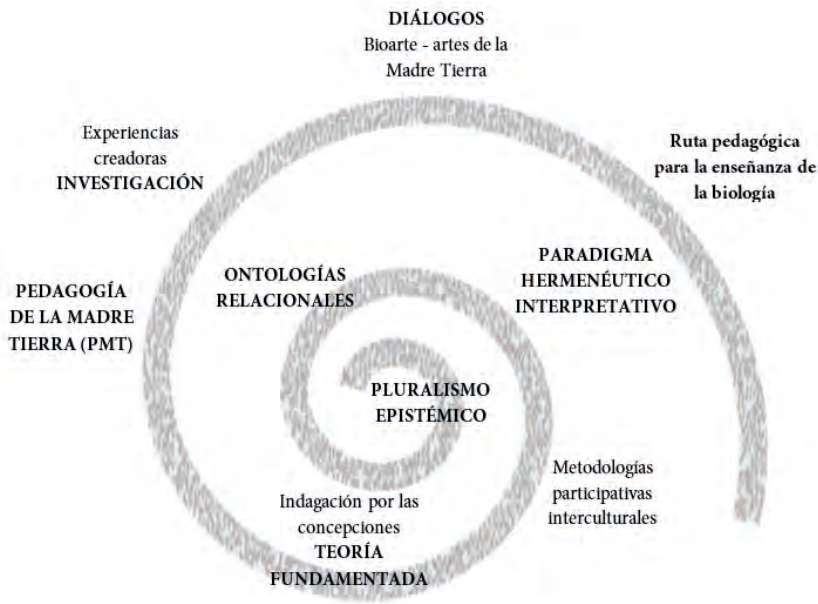 DIÁLOGOS
Bioarte - artes de la
Madre Tierra
Experiencias
creadoras
INVESTIGACIÓN
Ruta pedagógica
para la enseñanza de
la biología
PEDAGOGÍA
DE LA MADRE
TIERRA (PMT)
ONTOLOGÍAS
RELACIONALES
PARADIGMA
HERMENÉUTICO
INTERPRETATIVO
PLURALISMO
EPISTÉMICO
Indagación por las
concepciones
TEORÍA
FUNDAMENTADA
Metodologías
participativas
interculturales